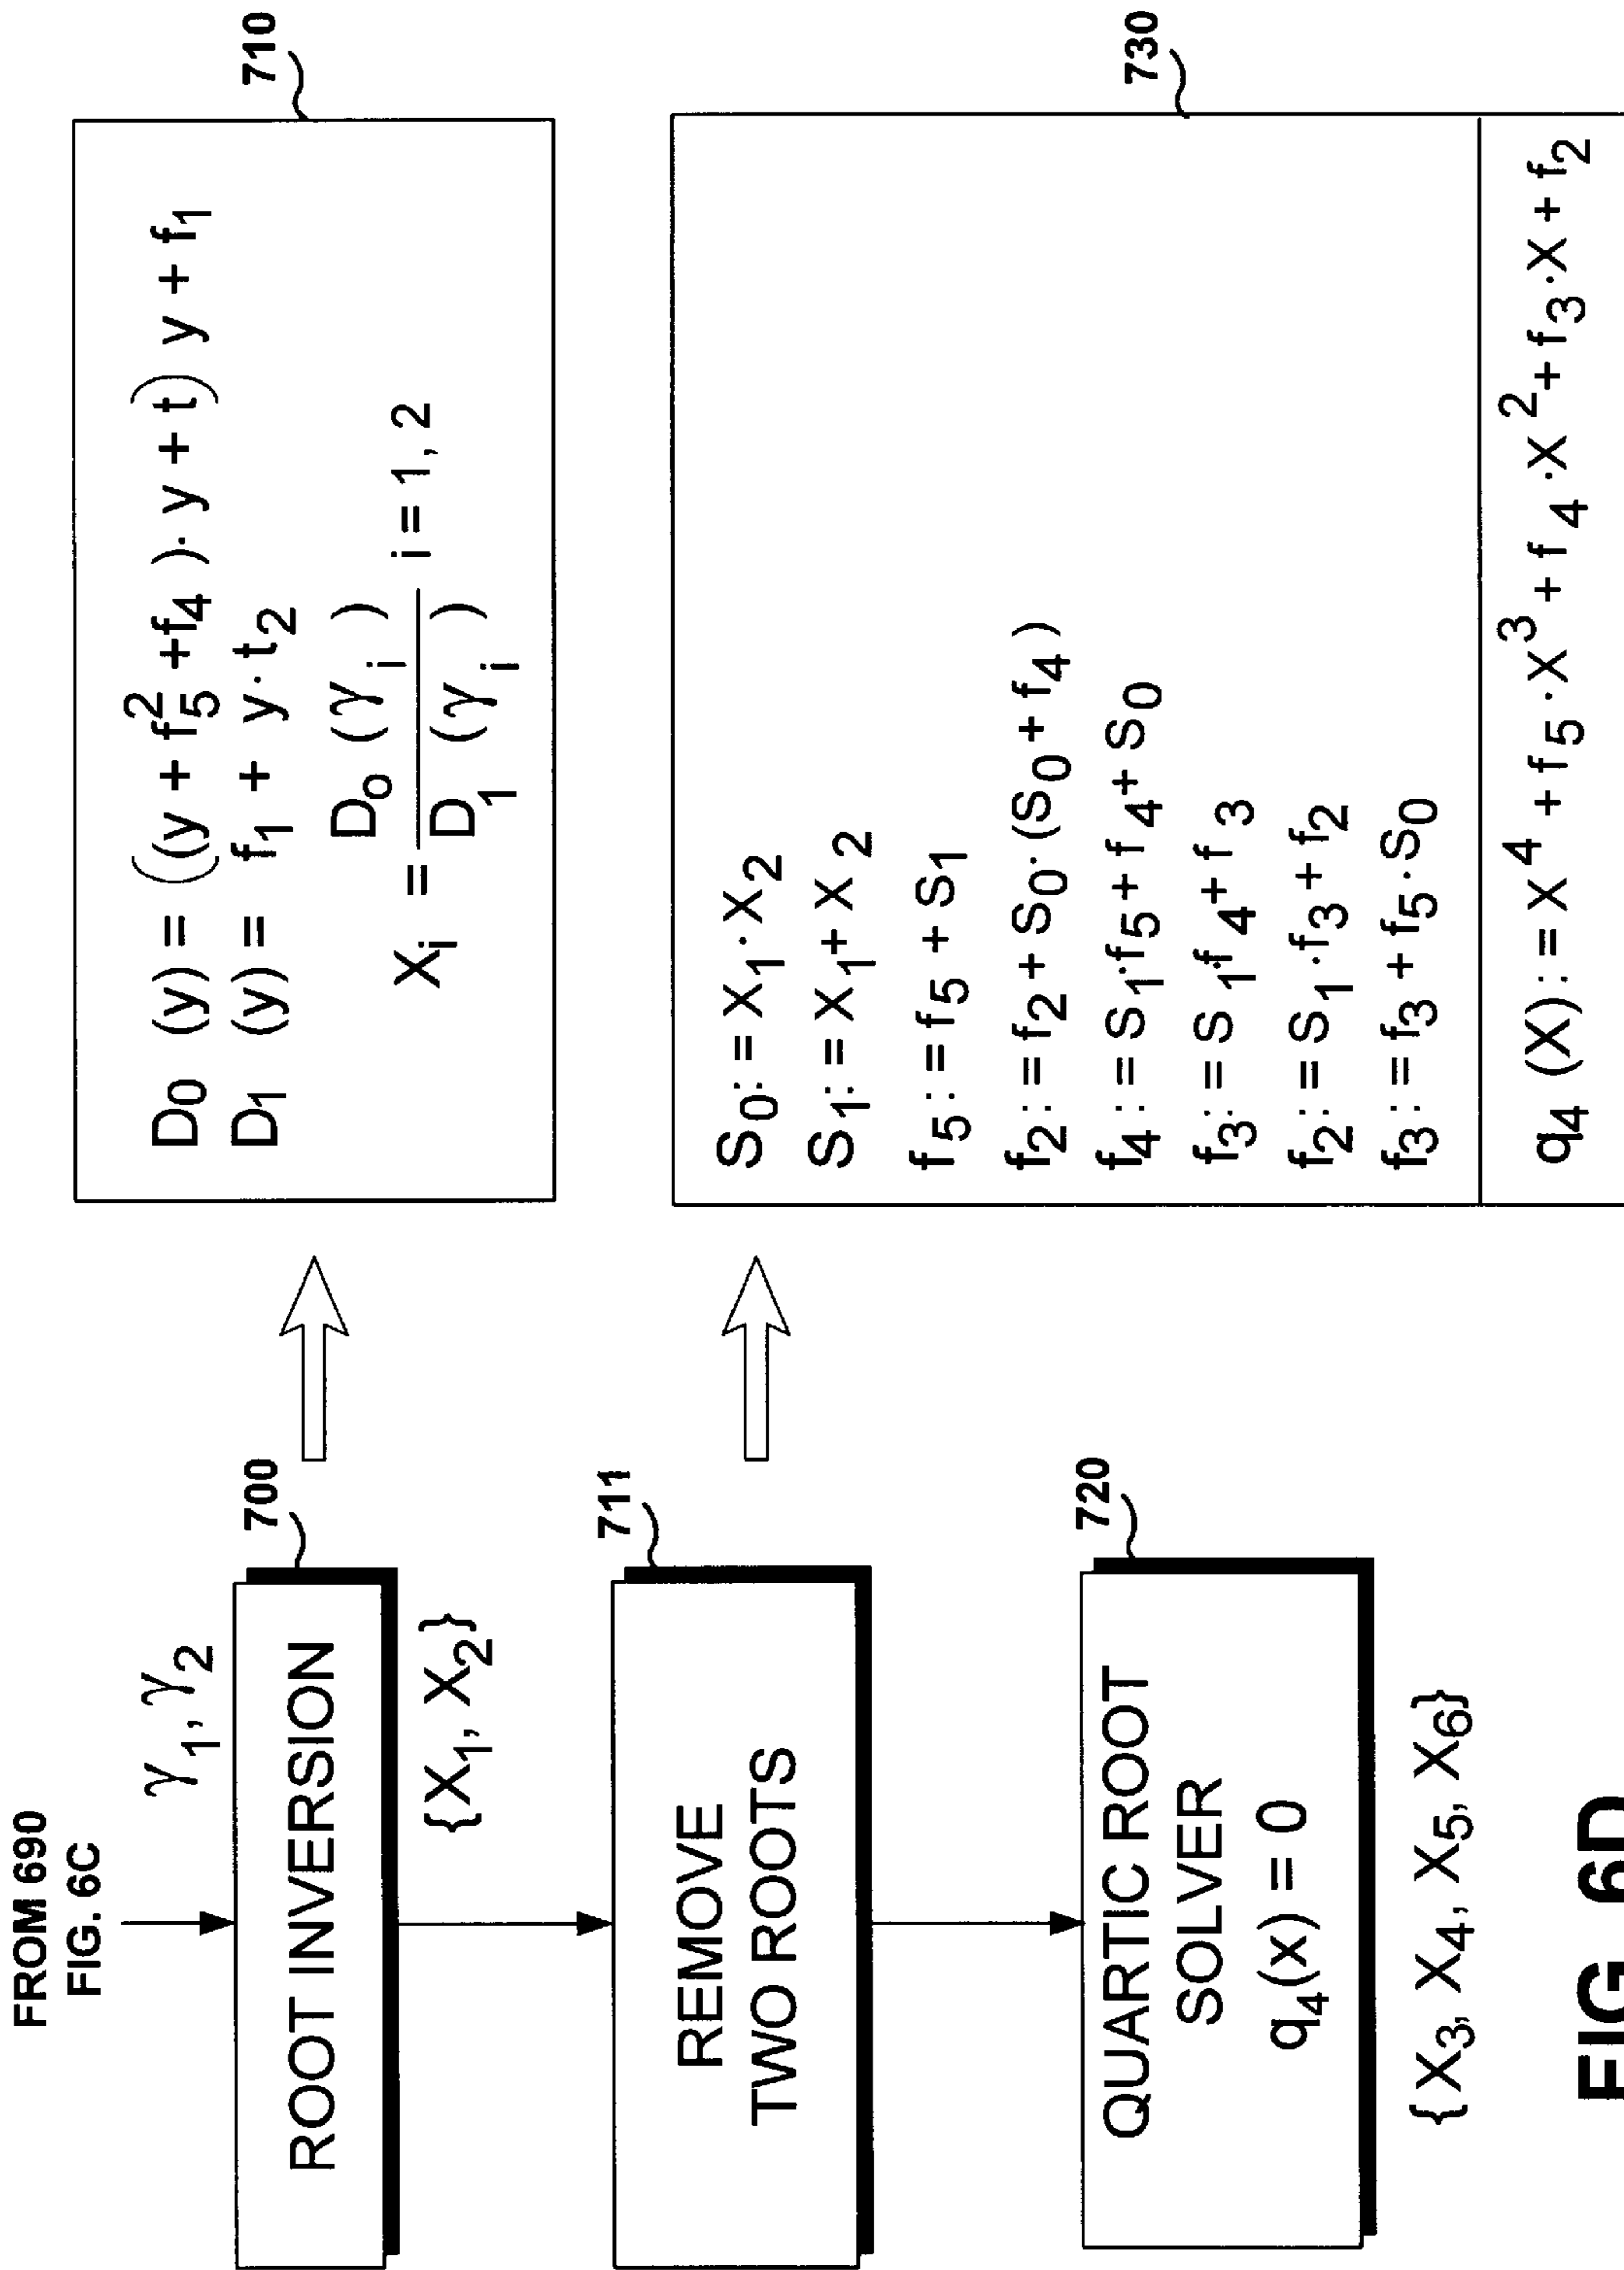 FROM 690
FIG. 6C
γ₁, γ₂
700
ROOT INVERSION
{X₁, X₂}
711
REMOVE
TWO ROOTS
720
QUARTIC ROOT
SOLVER
q₄(x) = 0
{X₃, X₄, X₅, X₆}
710
D₀ (y) = ((y + f₅² + f₄)· y + t) y + f₁
D₁ (y) = f₁ + y· t₂
Xᵢ = D₀ (γᵢ) / D₁ (γᵢ) i = 1, 2
730
S₀: = X₁· X₂
S₁: = X₁ + X₂
f₅: = f₅ + S₁
f₂: = f₂ + S₀· (S₀ + f₄)
f₄: = S₁·f₅ + f₄ + S₀
f₃: = S₁·f₄ + f₃
f₂: = S₁·f₃ + f₂
f₃: = f₃ + f₅· S₀
q₄ (X) : = X⁴ + f₅·X³ + f₄·X² + f₃·X + f₂
FIG. 6D